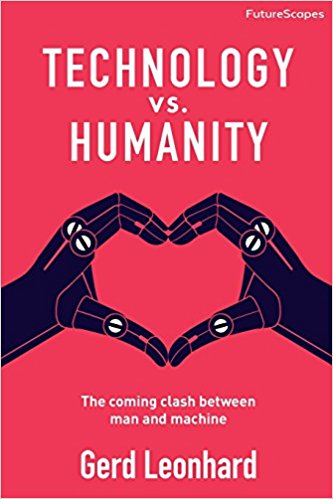 FutureScapes
TECHNOLOGY
vs.
HUMANITY
The coming clash between
man and machine
Gerd Leonhard